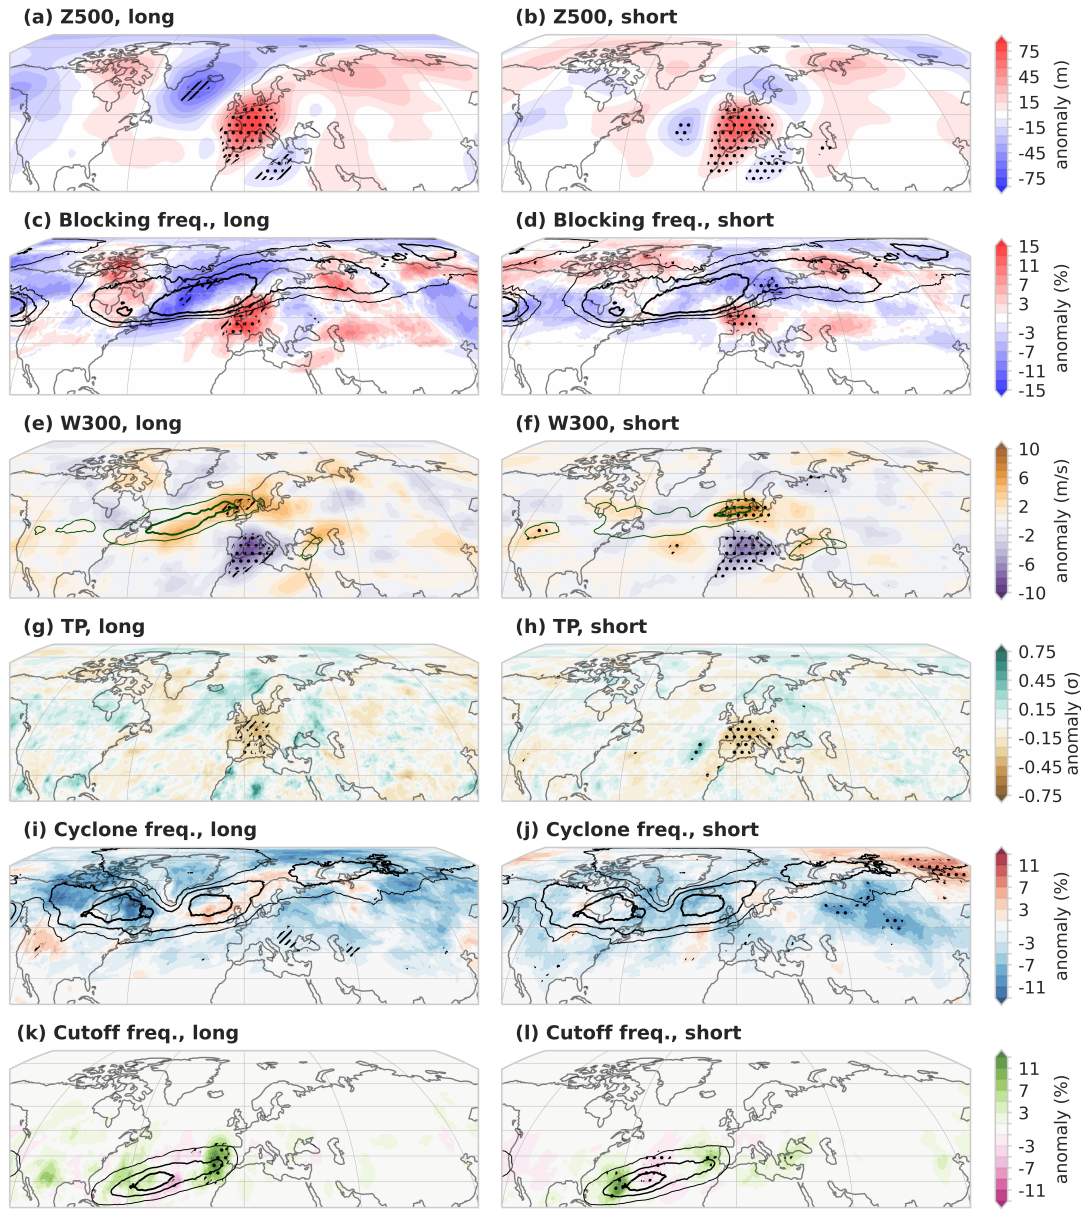 (a) Z500, long
(b) Z500, short
75
45
15
-15
-45
-75
anomaly (m)
(c) Blocking freq., long
(d) Blocking freq., short
15
11
7
3
-3
-7
-11
-15
anomaly (%)
(e) W300, long
(f) W300, short
10
6
2
-2
-6
-10
anomaly (m/s)
(g) TP, long
(h) TP, short
0.75
0.45
0.15
-0.15
-0.45
-0.75
anomaly (σ)
(i) Cyclone freq., long
(j) Cyclone freq., short
11
7
3
-3
-7
-11
anomaly (%)
(k) Cutoff freq., long
(l) Cutoff freq., short
11
7
3
-3
-7
-11
anomaly (%)